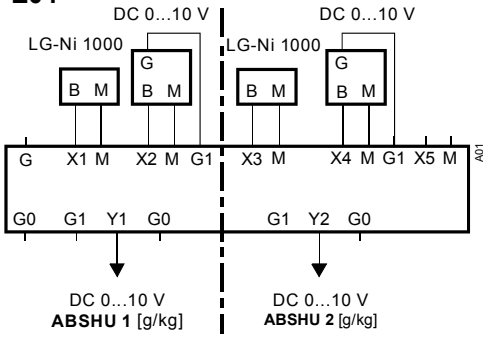 DC 0...10 V DC 0...10 V
LG-Ni 1000 LG-Ni 1000
G G
B M B M B M B M
G X1 M X2 M G1 X3 M X4 M G1 X5 M
A01
G0 G1 Y1 G0 G1 Y2 G0
DC 0...10 V DC 0...10 V
ABSHU 1 [g/kg] ABSHU 2 [g/kg]